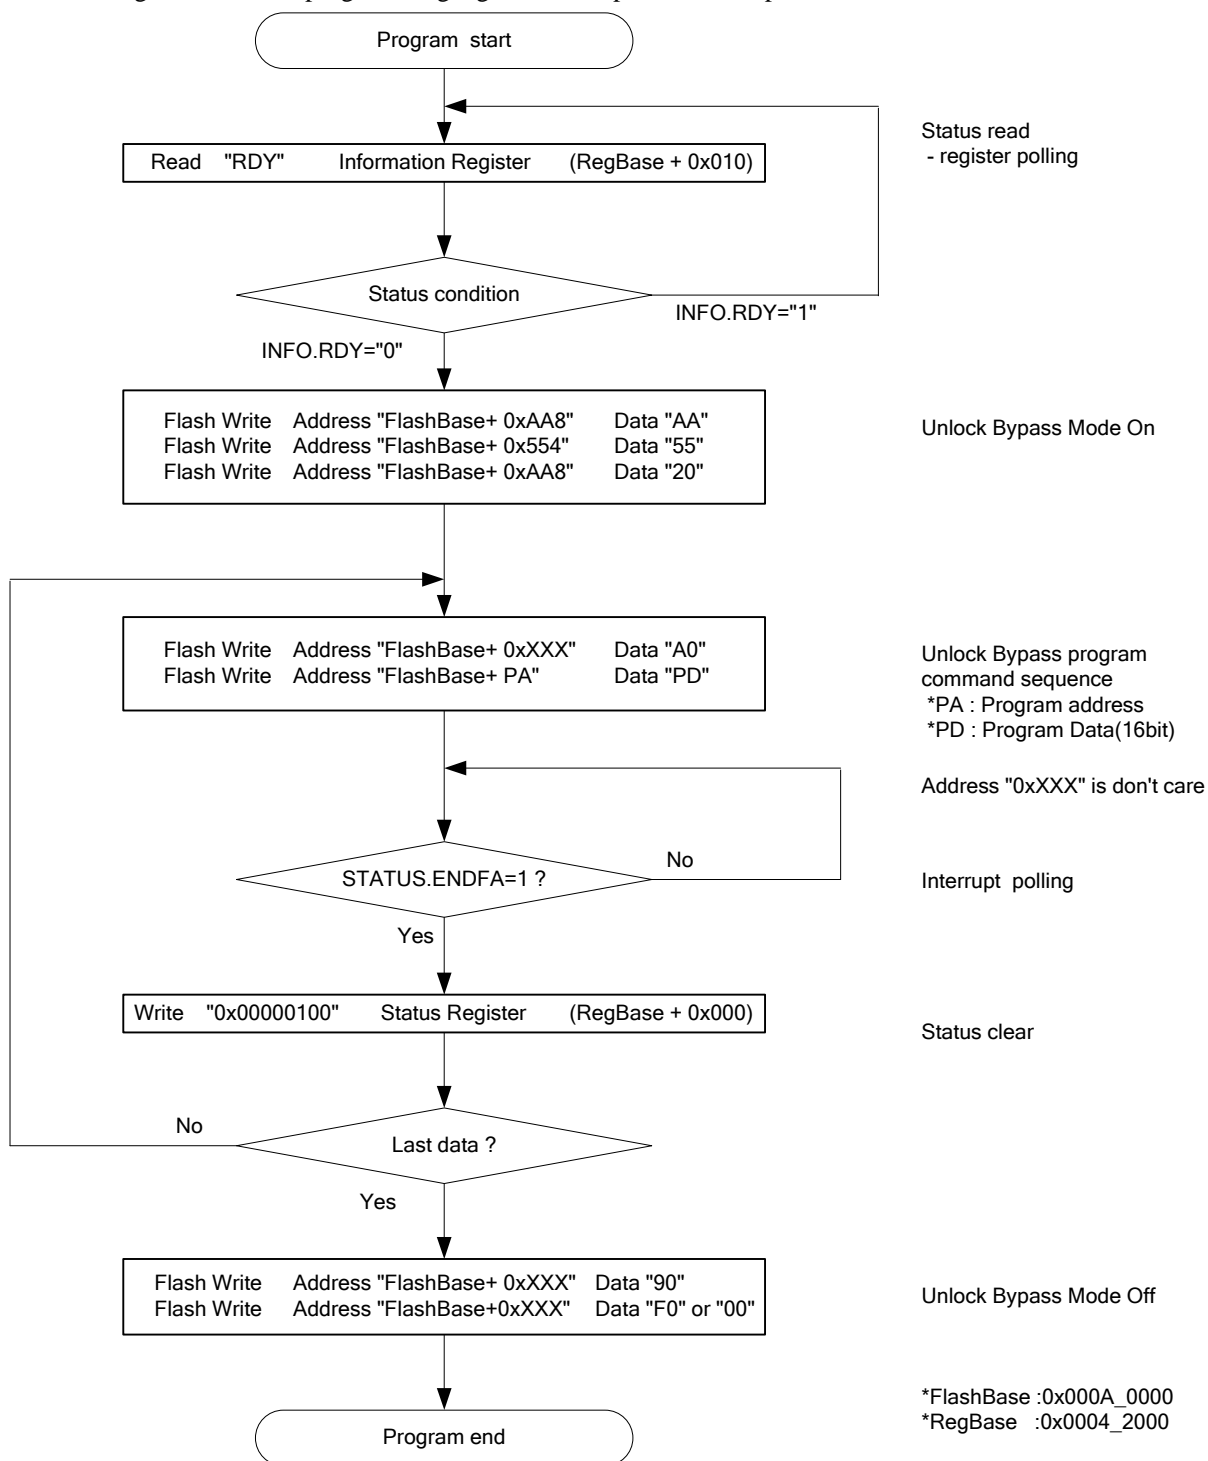 Program start
Status read
- register polling
Read "RDY" Information Register (RegBase + 0x010)
Status condition
INFO.RDY="1"
INFO.RDY="0"
Flash Write Address "FlashBase+ 0xAA8" Data "AA"
Flash Write Address "FlashBase+ 0x554" Data "55"
Flash Write Address "FlashBase+ 0xAA8" Data "20"
Unlock Bypass Mode On
Flash Write Address "FlashBase+ 0xXXX" Data "A0"
Flash Write Address "FlashBase+ PA" Data "PD"
Unlock Bypass program
command sequence
*PA : Program address
*PD : Program Data(16bit)
Address "0xXXX" is don't care
STATUS.ENDFA=1 ?
No
Interrupt polling
Yes
Write "0x00000100" Status Register (RegBase + 0x000)
Status clear
No
Last data ?
Yes
Flash Write Address "FlashBase+ 0xXXX" Data "90"
Flash Write Address "FlashBase+0xXXX" Data "F0" or "00"
Unlock Bypass Mode Off
*FlashBase :0x000A_0000
*RegBase :0x0004_2000
Program end